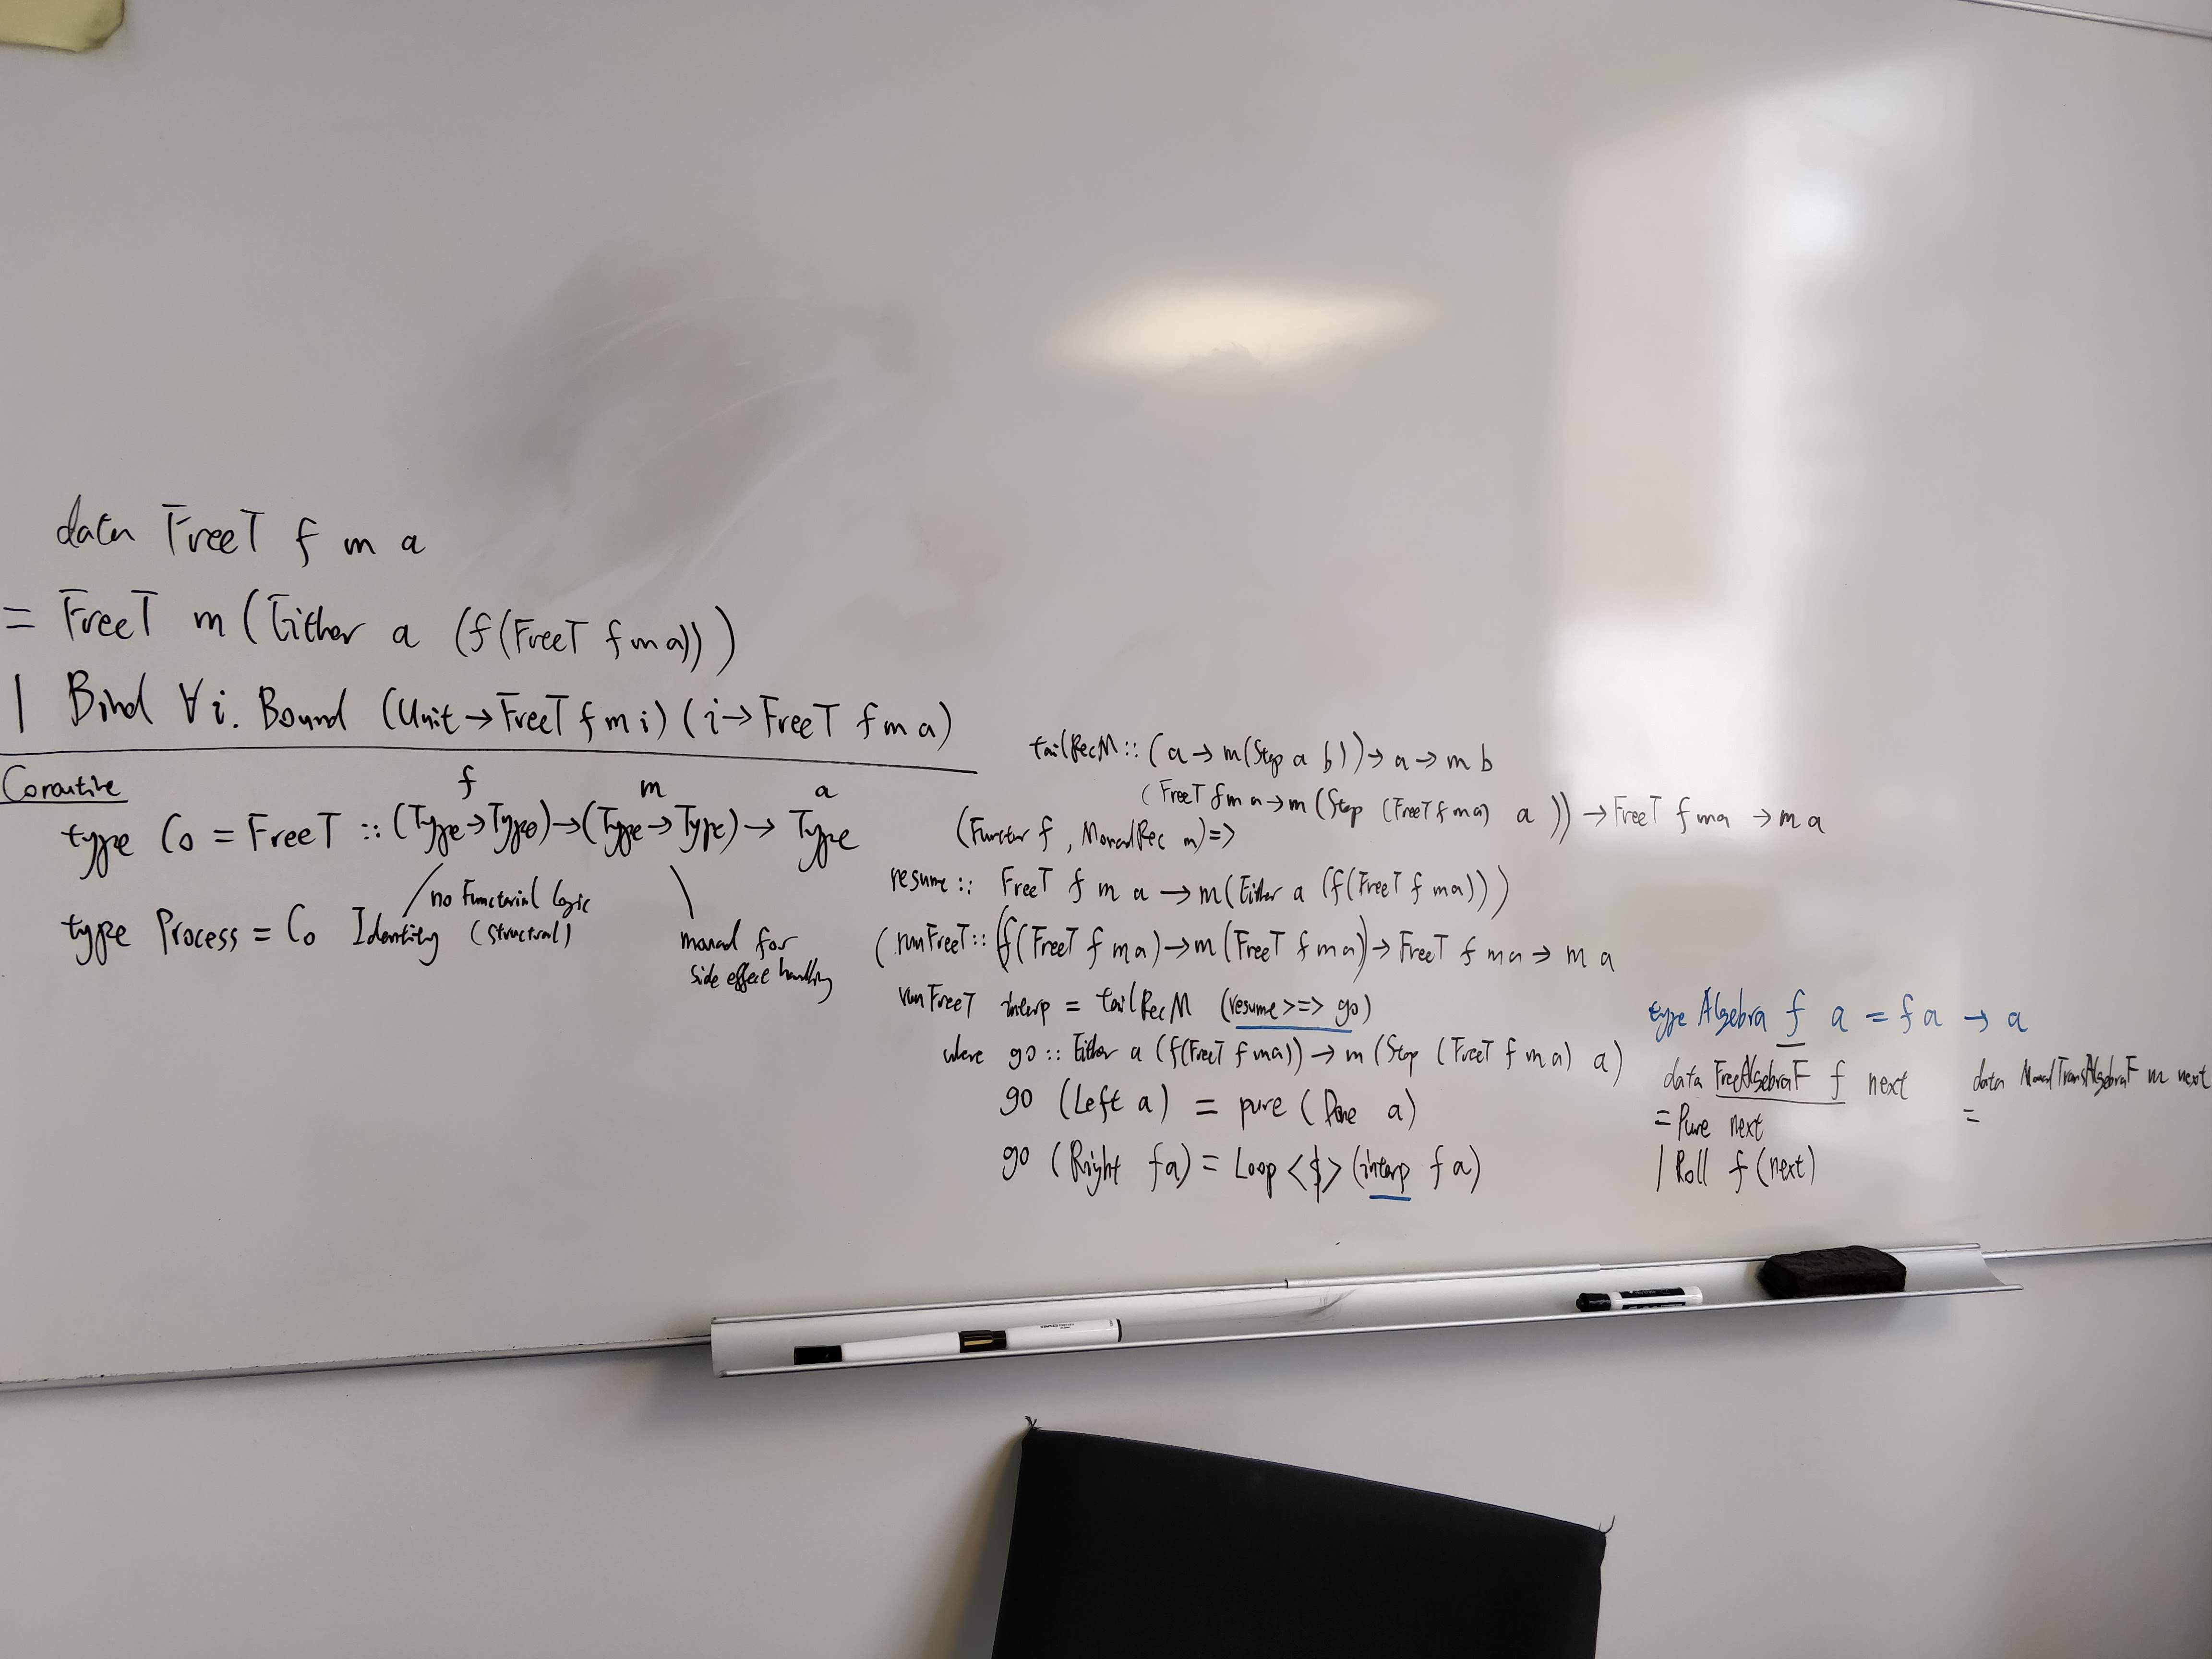 data FreeT f m a
= FreeT m (Either a (f (FreeT f m a)))
| Bind ∀i. Bound (Unit → FreeT f m i) (i → FreeT f m a)
Coroutine
f m a
type Co = FreeT :: (Type → Type) → (Type → Type) → Type
no Functorial logic
type Process = Co Identity (structural)
monad for
side effect handling
tailRecM :: (a → m (Step a b)) → a → m b
(FreeT f m a → m (Step (FreeT f m a) a)) → FreeT f m a → m a
(Functor f, MonadRec m) =>
resume :: FreeT f m a → m (Either a (f (FreeT f m a)))
(runFreeT :: (f (FreeT f m a) → m (FreeT f m a)) → FreeT f m a → m a
runFreeT interp = tailRecM (resume >=> go)
where go :: Either a (f (FreeT f m a)) → m (Step (FreeT f m a) a)
go (Left a) = pure (Done a)
go (Right fa) = Loop <$> (interp fa)
type Algebra f a = f a → a
data FreeAlgebraF f next
= Pure next
| Roll f (next)
data MonadTransAlgebraF m next
=